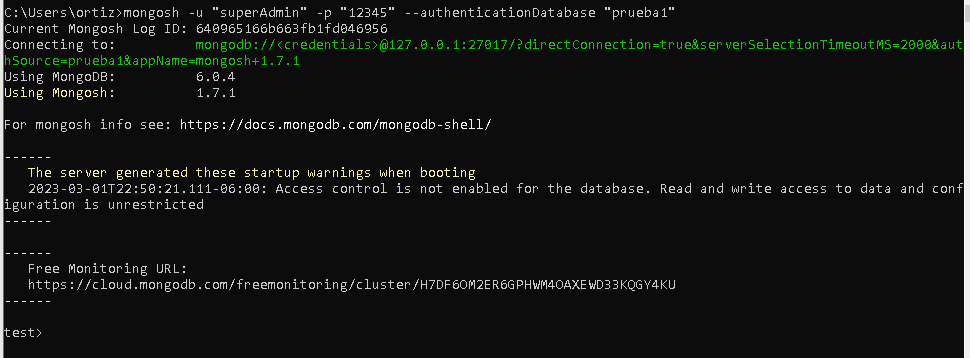 C:\Users\ortiz>mongosh -u "superAdmin" -p "12345" --authenticationDatabase "prueba1"
Current Mongosh Log ID: 640965166b663fb1fd046956
Connecting to:          mongodb://<credentials>@127.0.0.1:27017/?directConnection=true&serverSelectionTimeoutMS=2000&aut
hSource=prueba1&appName=mongosh+1.7.1
Using MongoDB:          6.0.4
Using Mongosh:          1.7.1
For mongosh info see: https://docs.mongodb.com/mongodb-shell/
------
   The server generated these startup warnings when booting
   2023-03-01T22:50:21.111-06:00: Access control is not enabled for the database. Read and write access to data and conf
iguration is unrestricted
------
------
   Free Monitoring URL:
   https://cloud.mongodb.com/freemonitoring/cluster/H7DF6OM2ER6GPHWM4OAXEWD33KQGY4KU
------
test>